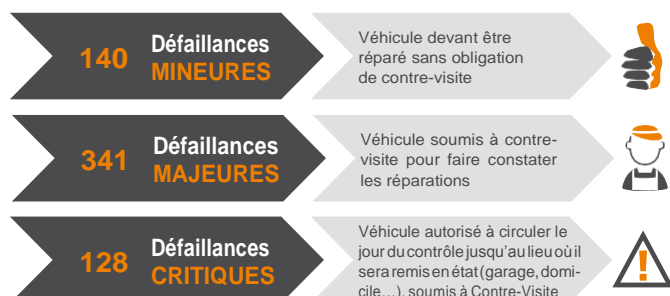 140
Défaillances
MINEURES
Véhicule devant être
réparé sans obligation
de contre-visite
341
Défaillances
MAJEURES
Véhicule soumis à contre-
visite pour faire constater
les réparations
128
Défaillances
CRITIQUES
Véhicule autorisé à circuler le
jour du contrôle jusqu'au lieu où il
sera remis en état (garage, domi-
cile…), soumis à Contre-Visite